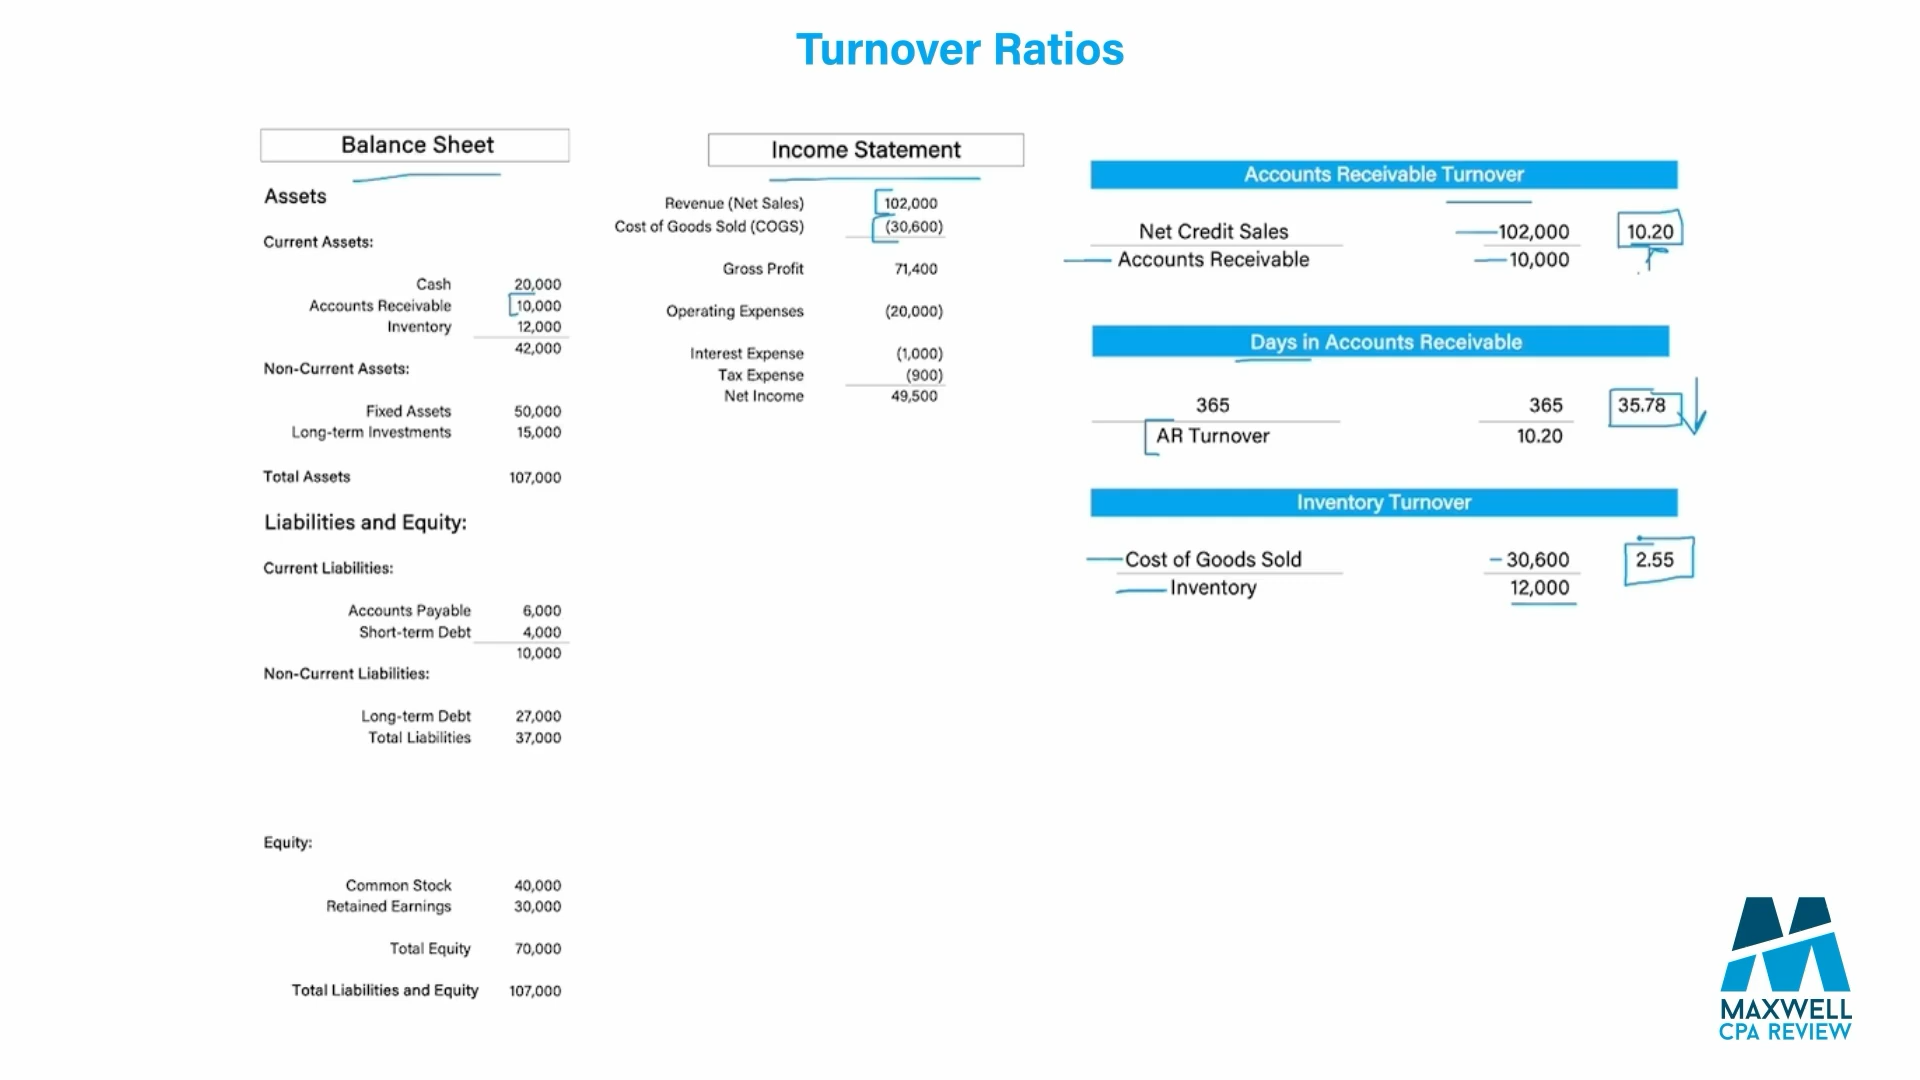 Turnover Ratios
Balance Sheet
Assets
Current Assets:
Cash 20,000
Accounts Receivable 10,000
Inventory 12,000
42,000
Non-Current Assets:
Fixed Assets 50,000
Long-term Investments 15,000
Total Assets 107,000
Liabilities and Equity:
Current Liabilities:
Accounts Payable 6,000
Short-term Debt 4,000
10,000
Non-Current Liabilities:
Long-term Debt 27,000
Total Liabilities 37,000
Equity:
Common Stock 40,000
Retained Earnings 30,000
Total Equity 70,000
Total Liabilities and Equity 107,000
Income Statement
Revenue (Net Sales) 102,000
Cost of Goods Sold (COGS) (30,600)
Gross Profit 71,400
Operating Expenses (20,000)
Interest Expense (1,000)
Tax Expense (900)
Net Income 49,500
Accounts Receivable Turnover
Net Credit Sales 102,000 10.20
Accounts Receivable 10,000
Days in Accounts Receivable
365 365 35.78
AR Turnover 10.20
Inventory Turnover
Cost of Goods Sold 30,600 2.55
Inventory 12,000
MAXWELL
CPA REVIEW